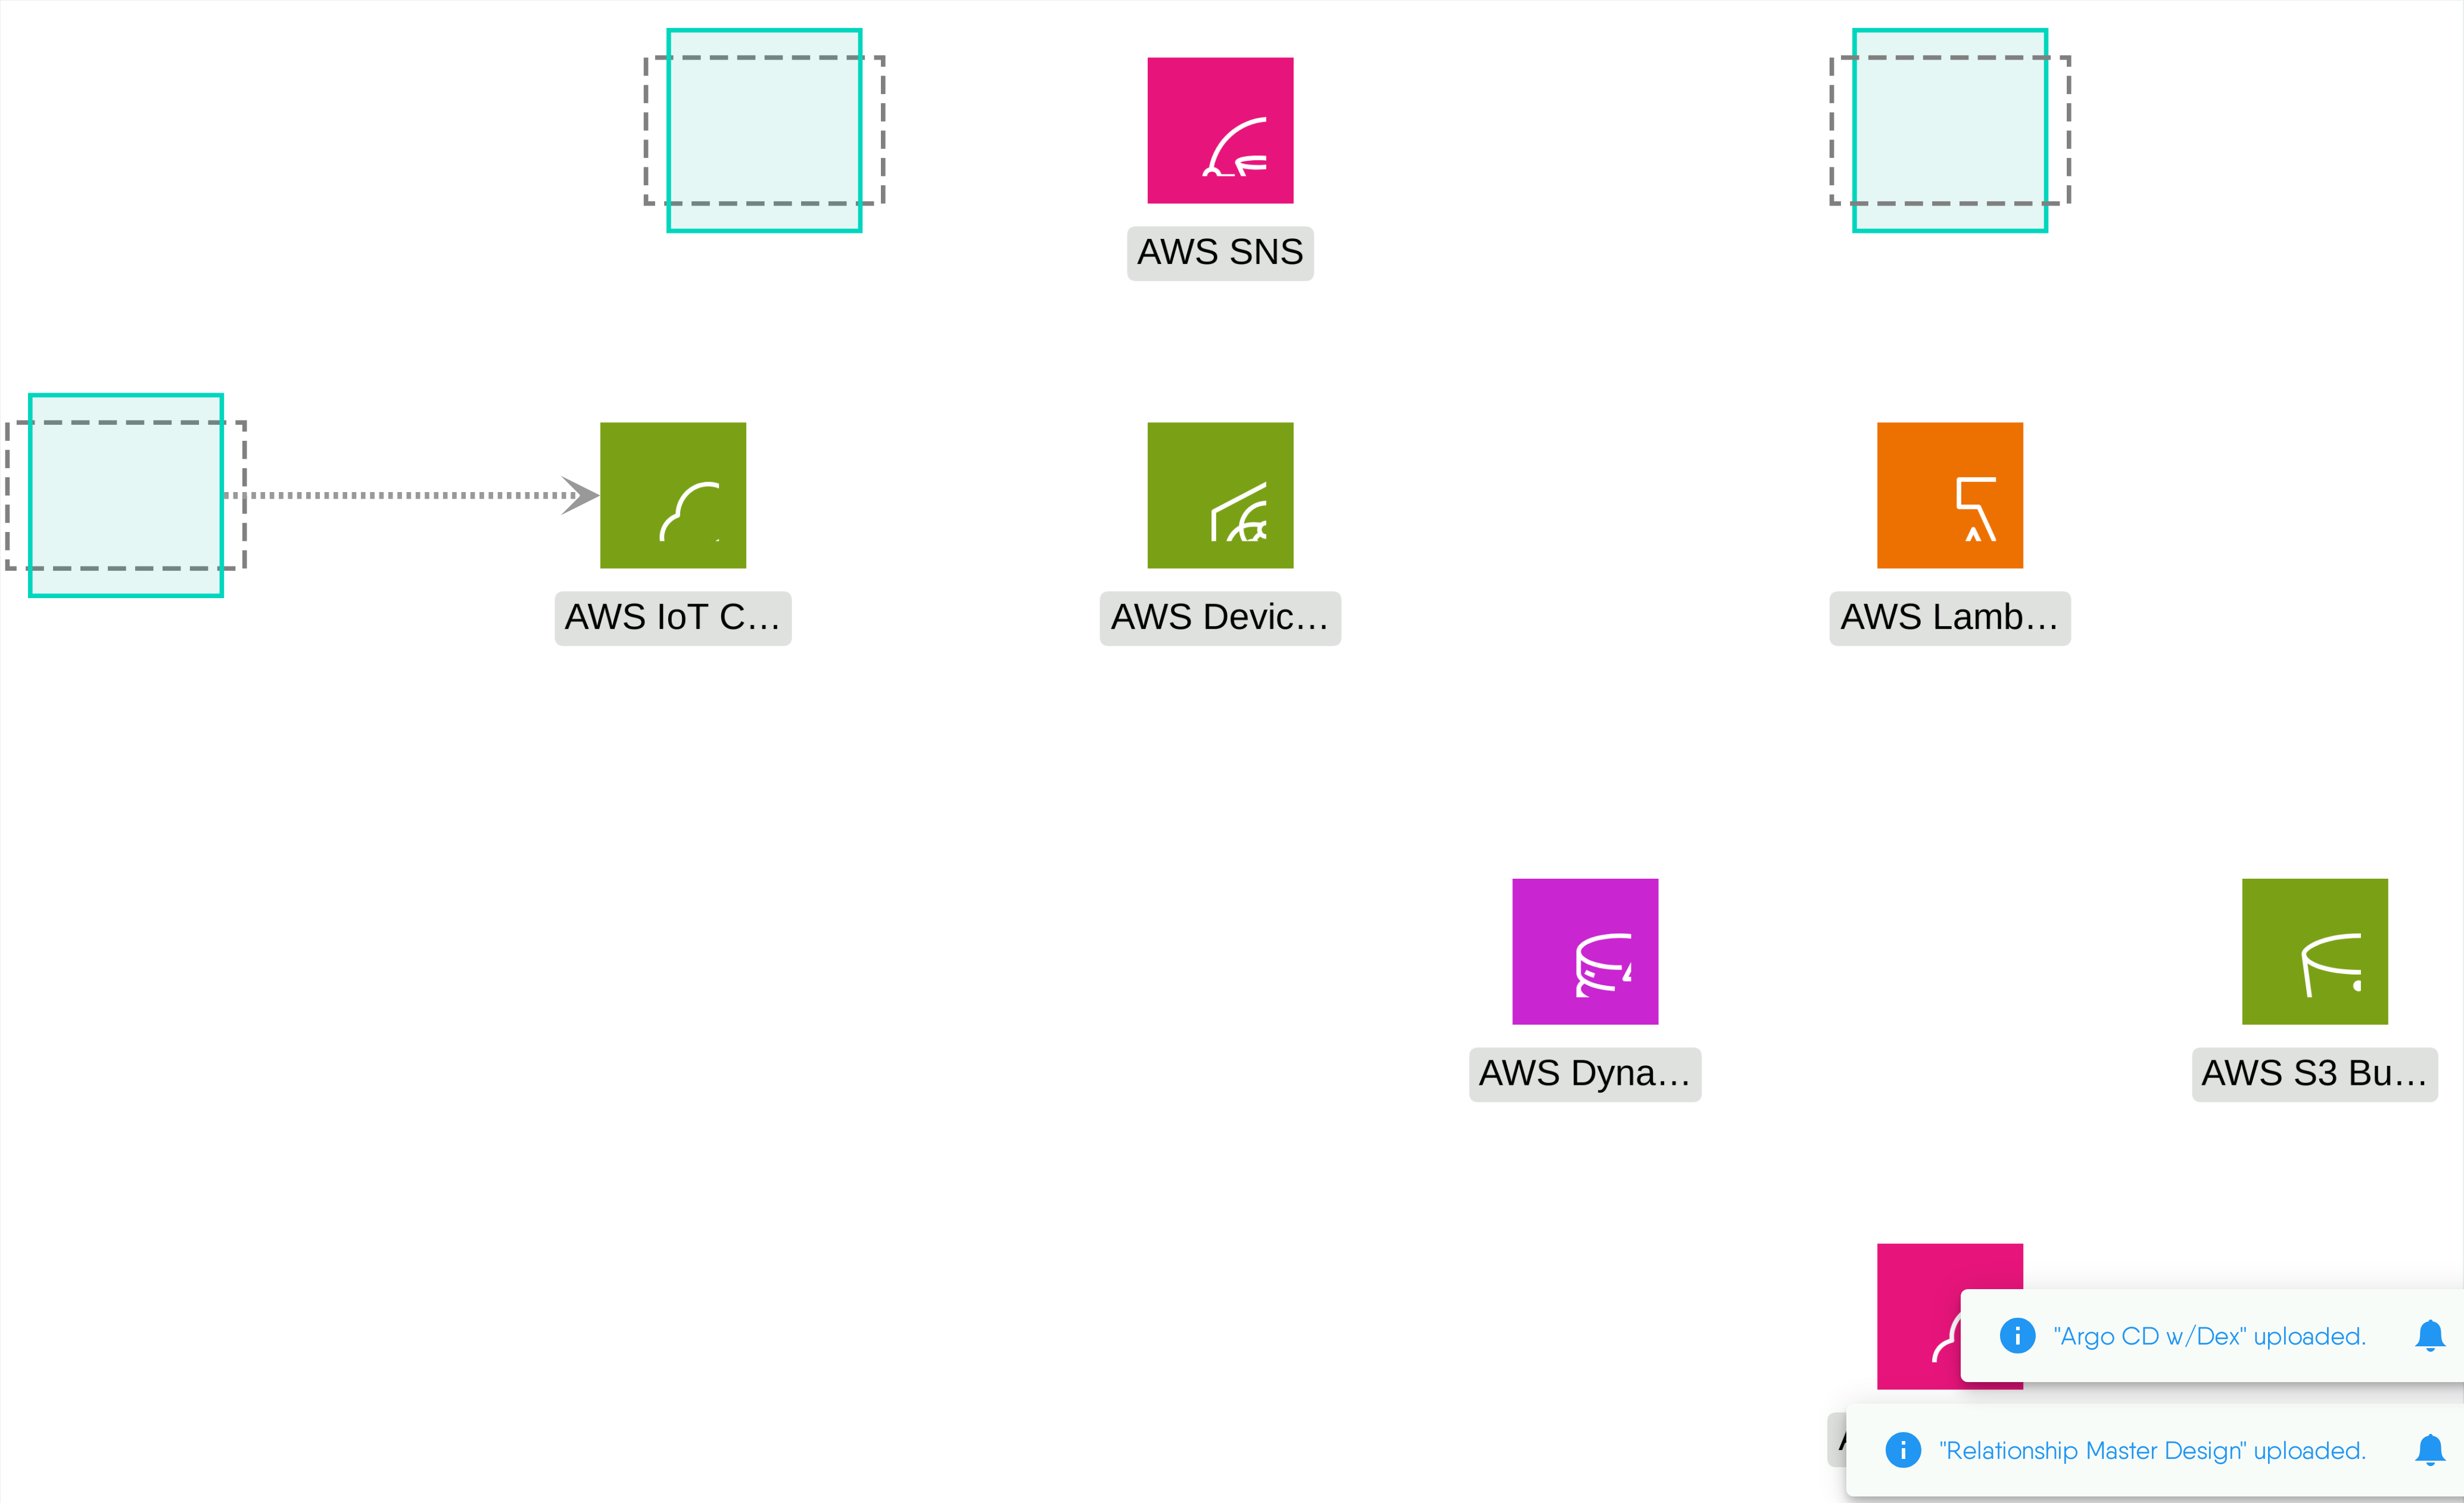 AWS SNS
AWS IoT C...
AWS Devic...
AWS Lamb...
AWS Dyna...
AWS S3 Bu...
"Argo CD w/Dex" uploaded.
"Relationship Master Design" uploaded.